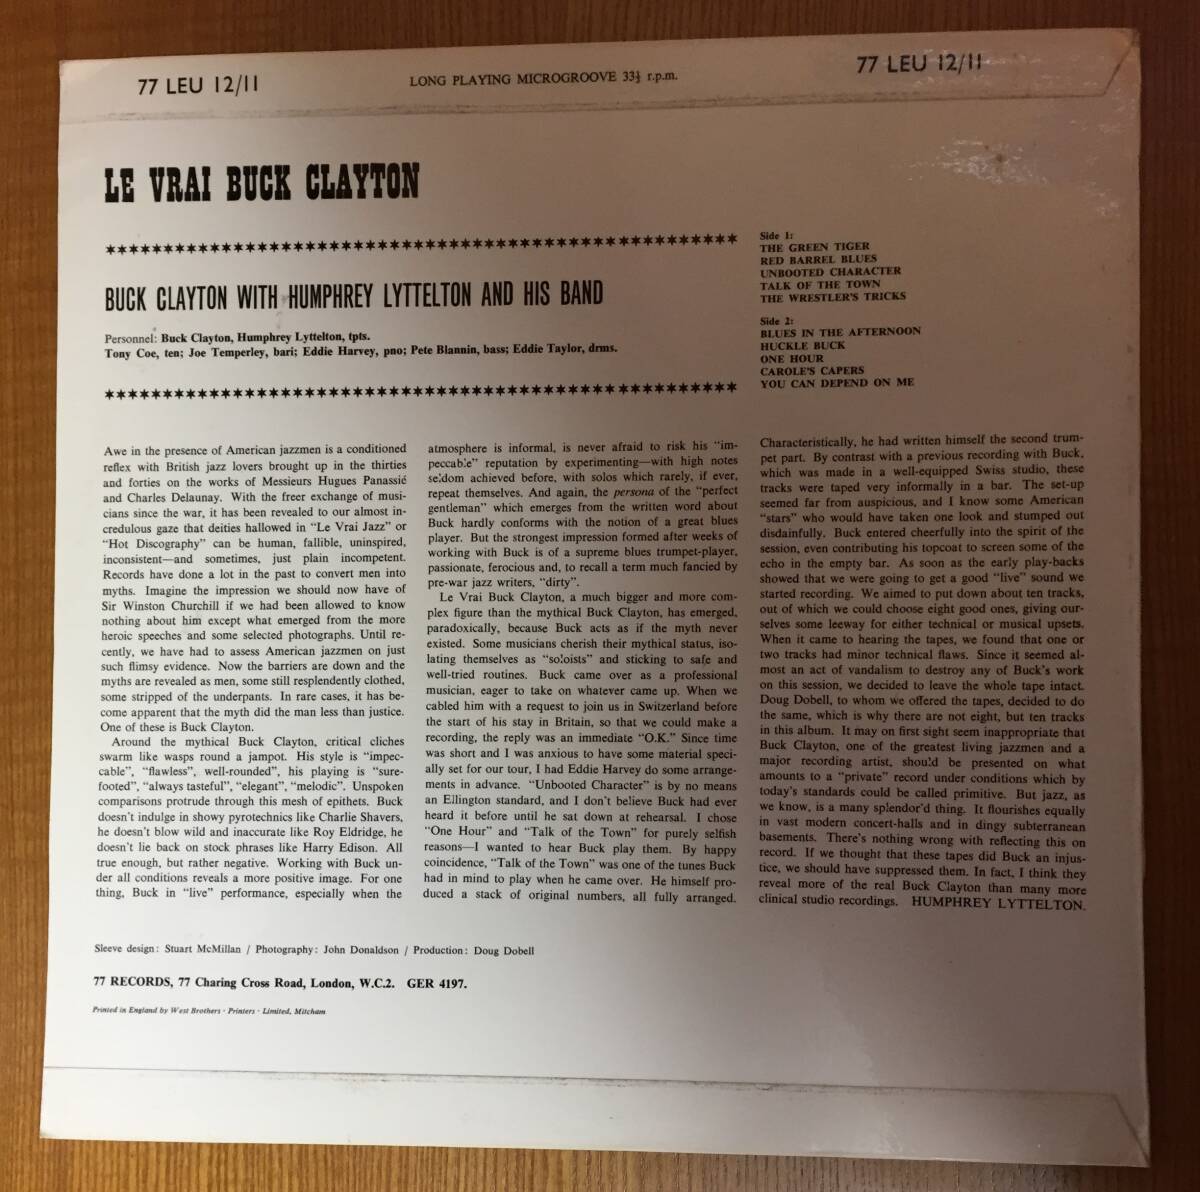 77 LEU 12/11
LONG PLAYING MICROGROOVE 33⅓ r.p.m.
77 LEU 12/11
LE VRAI BUCK CLAYTON
BUCK CLAYTON WITH HUMPHREY LYTTELTON AND HIS BAND
Personnel: Buck Clayton, Humphrey Lyttelton, tpts.
Tony Coe, ten; Joe Temperley, bari; Eddie Harvey, pno; Pete Blannin, bass; Eddie Taylor, drms.
Side 1:
THE GREEN TIGER
RED BARREL BLUES
UNBOOTED CHARACTER
TALK OF THE TOWN
THE WRESTLER'S TRICKS
Side 2:
BLUES IN THE AFTERNOON
HUCKLE BUCK
ONE HOUR
CAROLE'S CAPERS
YOU CAN DEPEND ON ME
Awe in the presence of American jazzmen is a conditioned
reflex with British jazz lovers brought up in the thirties
and forties on the works of Messieurs Hugues Panassié
and Charles Delaunay. With the freer exchange of musi-
cians since the war, it has been revealed to our almost in-
credulous gaze that deities hallowed in "Le Vrai Jazz" or
"Hot Discography" can be human, fallible, uninspired,
inconsistent—and sometimes, just plain incompetent.
Records have done a lot in the past to convert men into
myths. Imagine the impression we should now have of
Sir Winston Churchill if we had been allowed to know
nothing about him except what emerged from the more
heroic speeches and some selected photographs. Until re-
cently, we have had to assess American jazzmen on just
such flimsy evidence. Now the barriers are down and the
myths are revealed as men, some still resplendently clothed,
some stripped of the underpants. In rare cases, it has be-
come apparent that the myth did the man less than justice.
One of these is Buck Clayton.
Around the mythical Buck Clayton, critical cliches
swarm like wasps round a jampot. His style is "impec-
cable", "flawless", well-rounded", his playing is "sure-
footed", "always tasteful", "elegant", "melodic". Unspoken
comparisons protrude through this mesh of epithets. Buck
doesn't indulge in showy pyrotechnics like Charlie Shavers,
he doesn't blow wild and inaccurate like Roy Eldridge, he
doesn't lie back on stock phrases like Harry Edison. All
true enough, but rather negative. Working with Buck un-
der all conditions reveals a more positive image. For one
thing, Buck in "live" performance, especially when the
atmosphere is informal, is never afraid to risk his "im-
peccable" reputation by experimenting—with high notes
seldom achieved before, with solos which rarely, if ever,
repeat themselves. And again, the persona of the "perfect
gentleman" which emerges from the written word about
Buck hardly conforms with the notion of a great blues
player. But the strongest impression formed after weeks of
working with Buck is of a supreme blues trumpet-player,
passionate, ferocious and, to recall a term much fancied by
pre-war jazz writers, "dirty".
Le Vrai Buck Clayton, a much bigger and more com-
plex figure than the mythical Buck Clayton, has emerged,
paradoxically, because Buck acts as if the myth never
existed. Some musicians cherish their mythical status, iso-
lating themselves as "soloists" and sticking to safe and
well-tried routines. Buck came over as a professional
musician, eager to take on whatever came up. When we
cabled him with a request to join us in Switzerland before
the start of his stay in Britain, so that we could make a
recording, the reply was an immediate "O.K." Since time
was short and I was anxious to have some material speci-
ally set for our tour, I had Eddie Harvey do some arrange-
ments in advance. "Unbooted Character" is by no means
an Ellington standard, and I don't believe Buck had ever
heard it before until he sat down at rehearsal. I chose
"One Hour" and "Talk of the Town" for purely selfish
reasons—I wanted to hear Buck play them. By happy
coincidence, "Talk of the Town" was one of the tunes Buck
had in mind to play when he came over. He himself pro-
duced a stack of original numbers, all fully arranged.
Characteristically, he had written himself the second trum-
pet part. By contrast with a previous recording with Buck,
which was made in a well-equipped Swiss studio, these
tracks were taped very informally in a bar. The set-up
seemed far from auspicious, and I know some American
"stars" who would have taken one look and stumped out
disdainfully. Buck entered cheerfully into the spirit of the
session, even contributing his topcoat to screen some of the
echo in the empty bar. As soon as the early play-backs
showed that we were going to get a good "live" sound we
started recording. We aimed to put down about ten tracks,
out of which we could choose eight good ones, giving our-
selves some leeway for either technical or musical upsets.
When it came to hearing the tapes, we found that one or
two tracks had minor technical flaws. Since it seemed al-
most an act of vandalism to destroy any of Buck's work
on this session, we decided to leave the whole tape intact.
Doug Dobell, to whom we offered the tapes, decided to do
the same, which is why there are not eight, but ten tracks
in this album. It may on first sight seem inappropriate that
Buck Clayton, one of the greatest living jazzmen and a
major recording artist, should be presented on what
amounts to a "private" record under conditions which by
today's standards could be called primitive. But jazz, as
we know, is a many splendor'd thing. It flourishes equally
in vast modern concert-halls and in dingy subterranean
basements. There's nothing wrong with reflecting this on
record. If we thought that these tapes did Buck an injus-
tice, we should have suppressed them. In fact, I think they
reveal more of the real Buck Clayton than many more
clinical studio recordings. HUMPHREY LYTTELTON.
Sleeve design: Stuart McMillan / Photography: John Donaldson / Production: Doug Dobell
77 RECORDS, 77 Charing Cross Road, London, W.C.2. GER 4197.
Printed in England by West Brothers · Printers · Limited, Mitcham